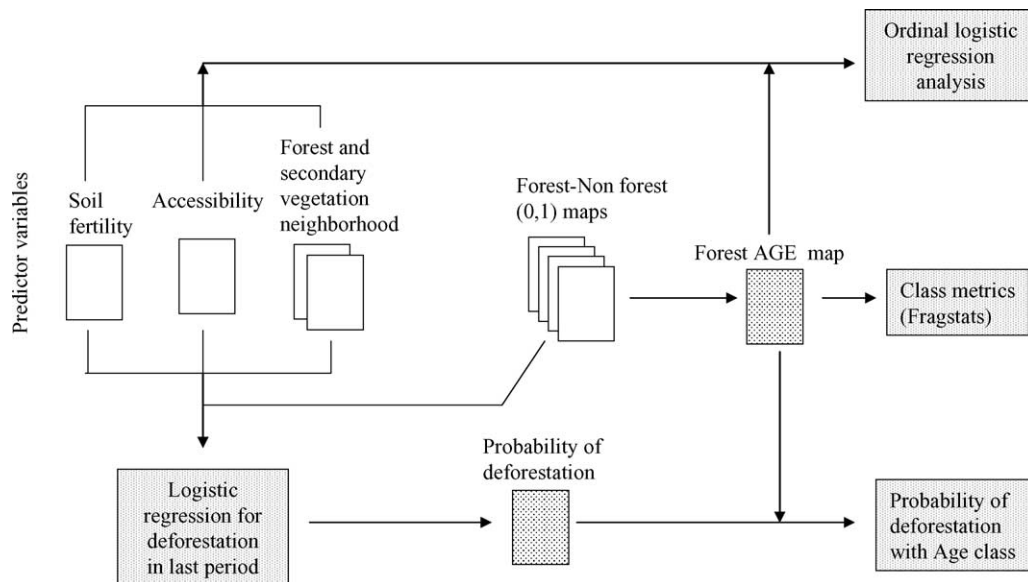 Ordinal logistic
regression
analysis
Predictor variables
Soil
fertility
Accessibility
Forest and
secondary
vegetation
neighborhood
Forest-Non forest
(0,1) maps
Forest AGE map
Class metrics
(Fragstats)
Logistic
regression for
deforestation
in last period
Probability of
deforestation
Probability of
deforestation
with Age class